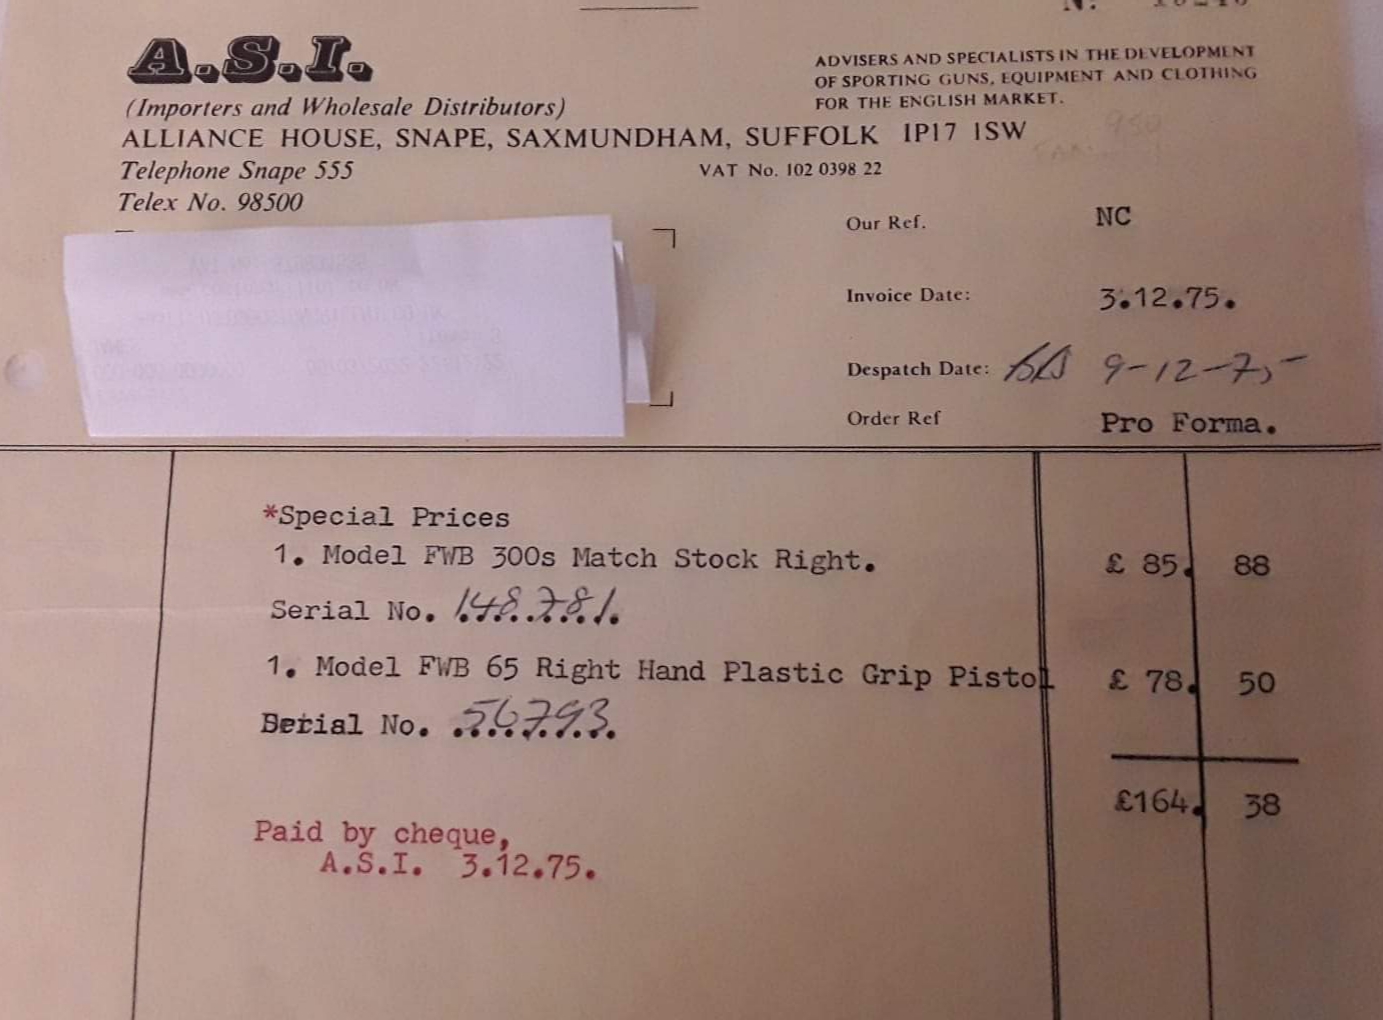 A.S.I.
(Importers and Wholesale Distributors)
ADVISERS AND SPECIALISTS IN THE DEVELOPMENT
OF SPORTING GUNS, EQUIPMENT AND CLOTHING
FOR THE ENGLISH MARKET.
ALLIANCE HOUSE, SNAPE, SAXMUNDHAM, SUFFOLK IP17 1SW
Telephone Snape 555
VAT No. 102 0398 22
Telex No. 98500
Our Ref. NC
Invoice Date: 3.12.75.
Despatch Date: 9-12-75
Order Ref Pro Forma.
*Special Prices
1. Model FWB 300s Match Stock Right. £ 85. 88
Serial No. 148781
1. Model FWB 65 Right Hand Plastic Grip Pistol £ 78. 50
Serial No. 56793
£164. 38
Paid by cheque,
A.S.I. 3.12.75.